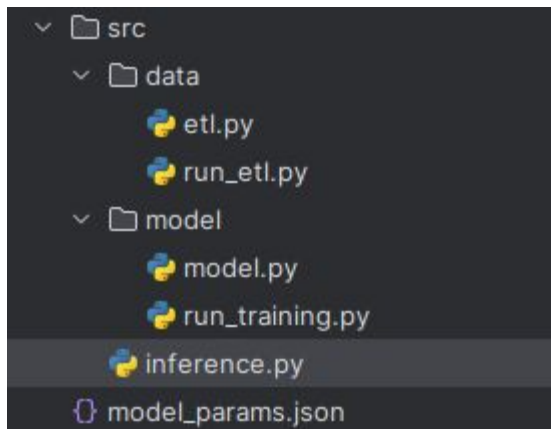 src
data
etl.py
run_etl.py
model
model.py
run_training.py
inference.py
{} model_params.json